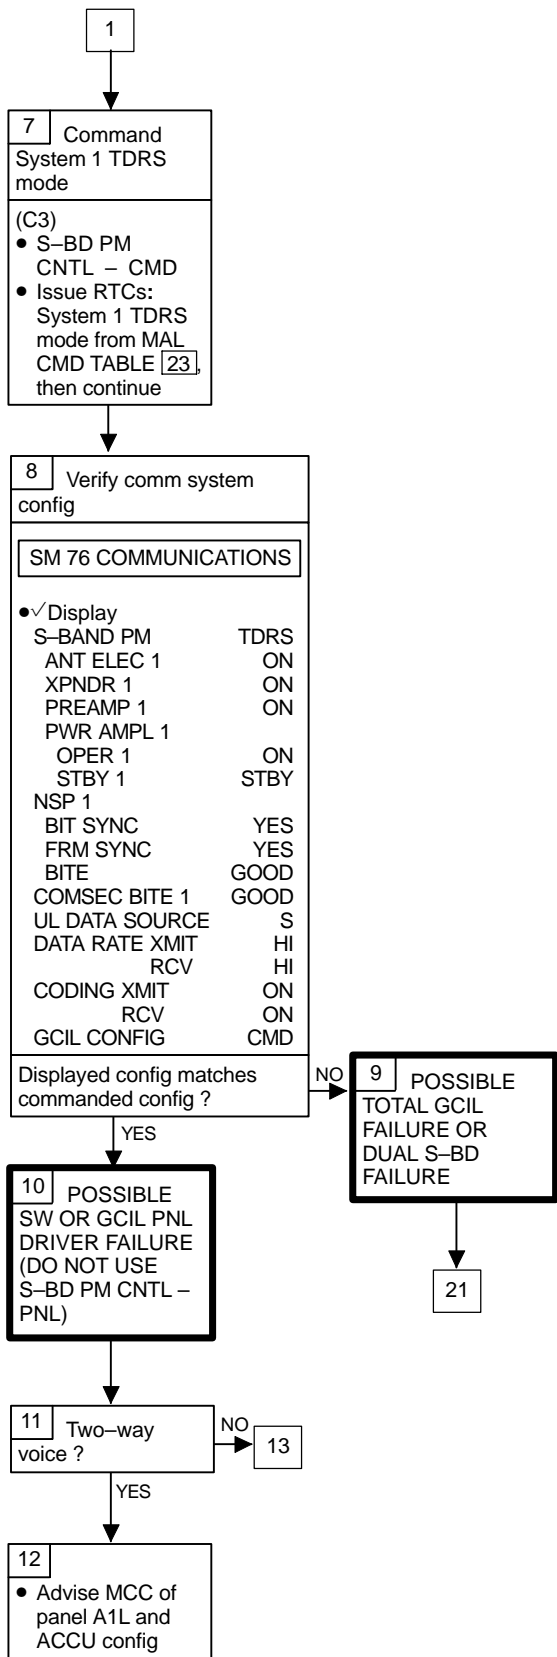 1
7 Command
System 1 TDRS
mode
(C3)
• S–BD PM
CNTL – CMD
• Issue RTCs:
System 1 TDRS
mode from MAL
CMD TABLE 23,
then continue
8 Verify comm system
config
SM 76 COMMUNICATIONS
•√Display
S–BAND PM TDRS
ANT ELEC 1 ON
XPNDR 1 ON
PREAMP 1 ON
PWR AMPL 1
OPER 1 ON
STBY 1 STBY
NSP 1
BIT SYNC YES
FRM SYNC YES
BITE GOOD
COMSEC BITE 1 GOOD
UL DATA SOURCE S
DATA RATE XMIT HI
RCV HI
CODING XMIT ON
RCV ON
GCIL CONFIG CMD
Displayed config matches
commanded config ?
NO
9 POSSIBLE
TOTAL GCIL
FAILURE OR
DUAL S–BD
FAILURE
21
YES
10 POSSIBLE
SW OR GCIL PNL
DRIVER FAILURE
(DO NOT USE
S–BD PM CNTL –
PNL)
11 Two–way
voice ?
NO
13
YES
12
• Advise MCC of
panel A1L and
ACCU config